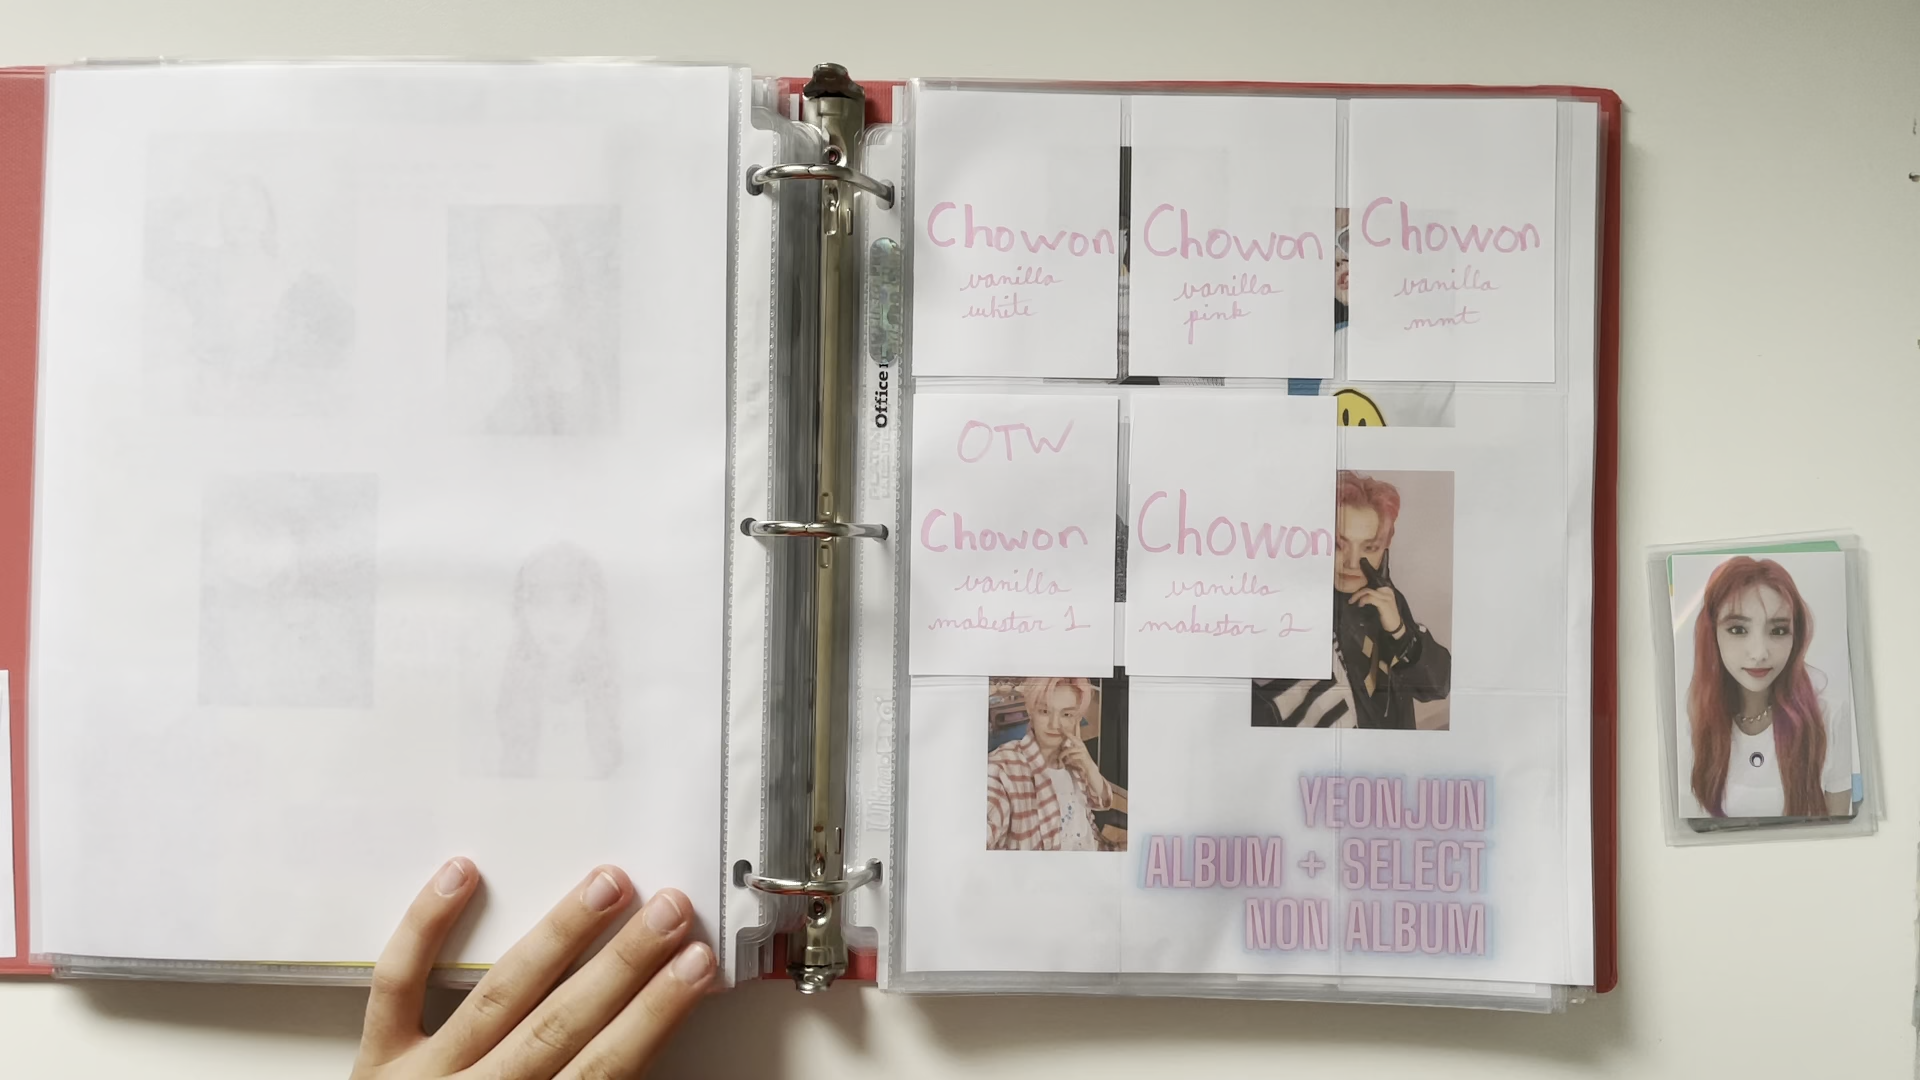 Office
Chowon
vanilla
white
Chowon
vanilla
pink
Chowon
vanilla
mmt
OTW
Chowon
vanilla
makestar 1
Chowon
vanilla
makestar 2
YEONJUN
ALBUM + SELECT
NON ALBUM